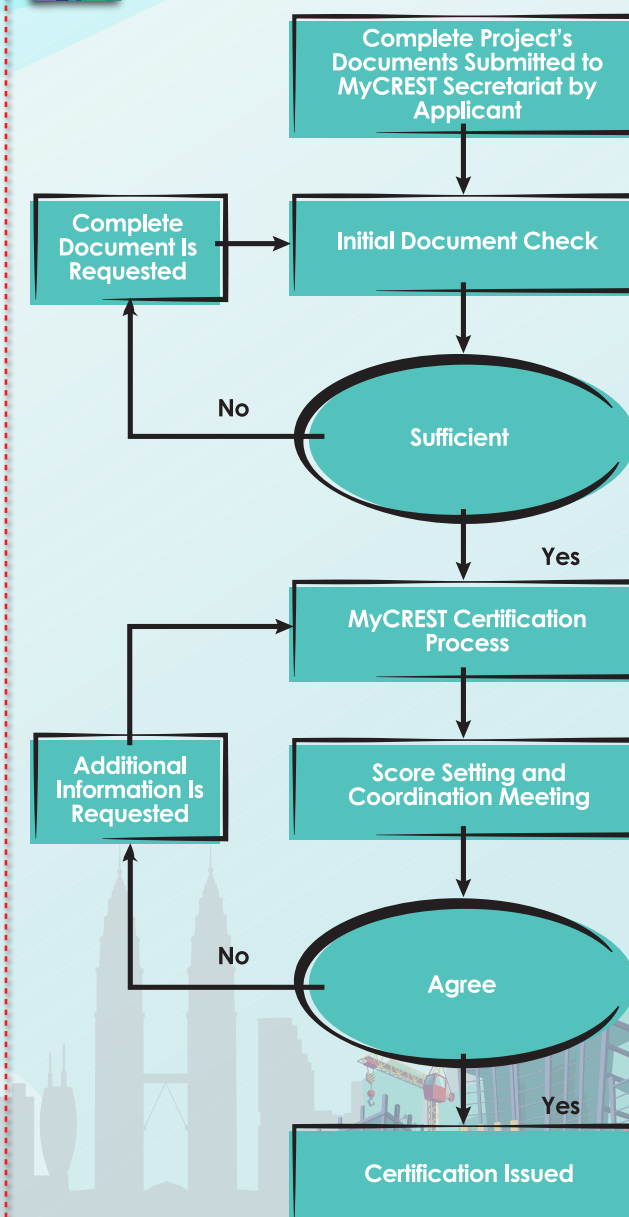 Complete Project's
Documents Submitted to
MyCREST Secretariat by
Applicant
Complete
Document Is
Requested
Initial Document Check
No
Sufficient
Yes
MyCREST Certification
Process
Additional
Information Is
Requested
Score Setting and
Coordination Meeting
No
Agree
Yes
Certification Issued